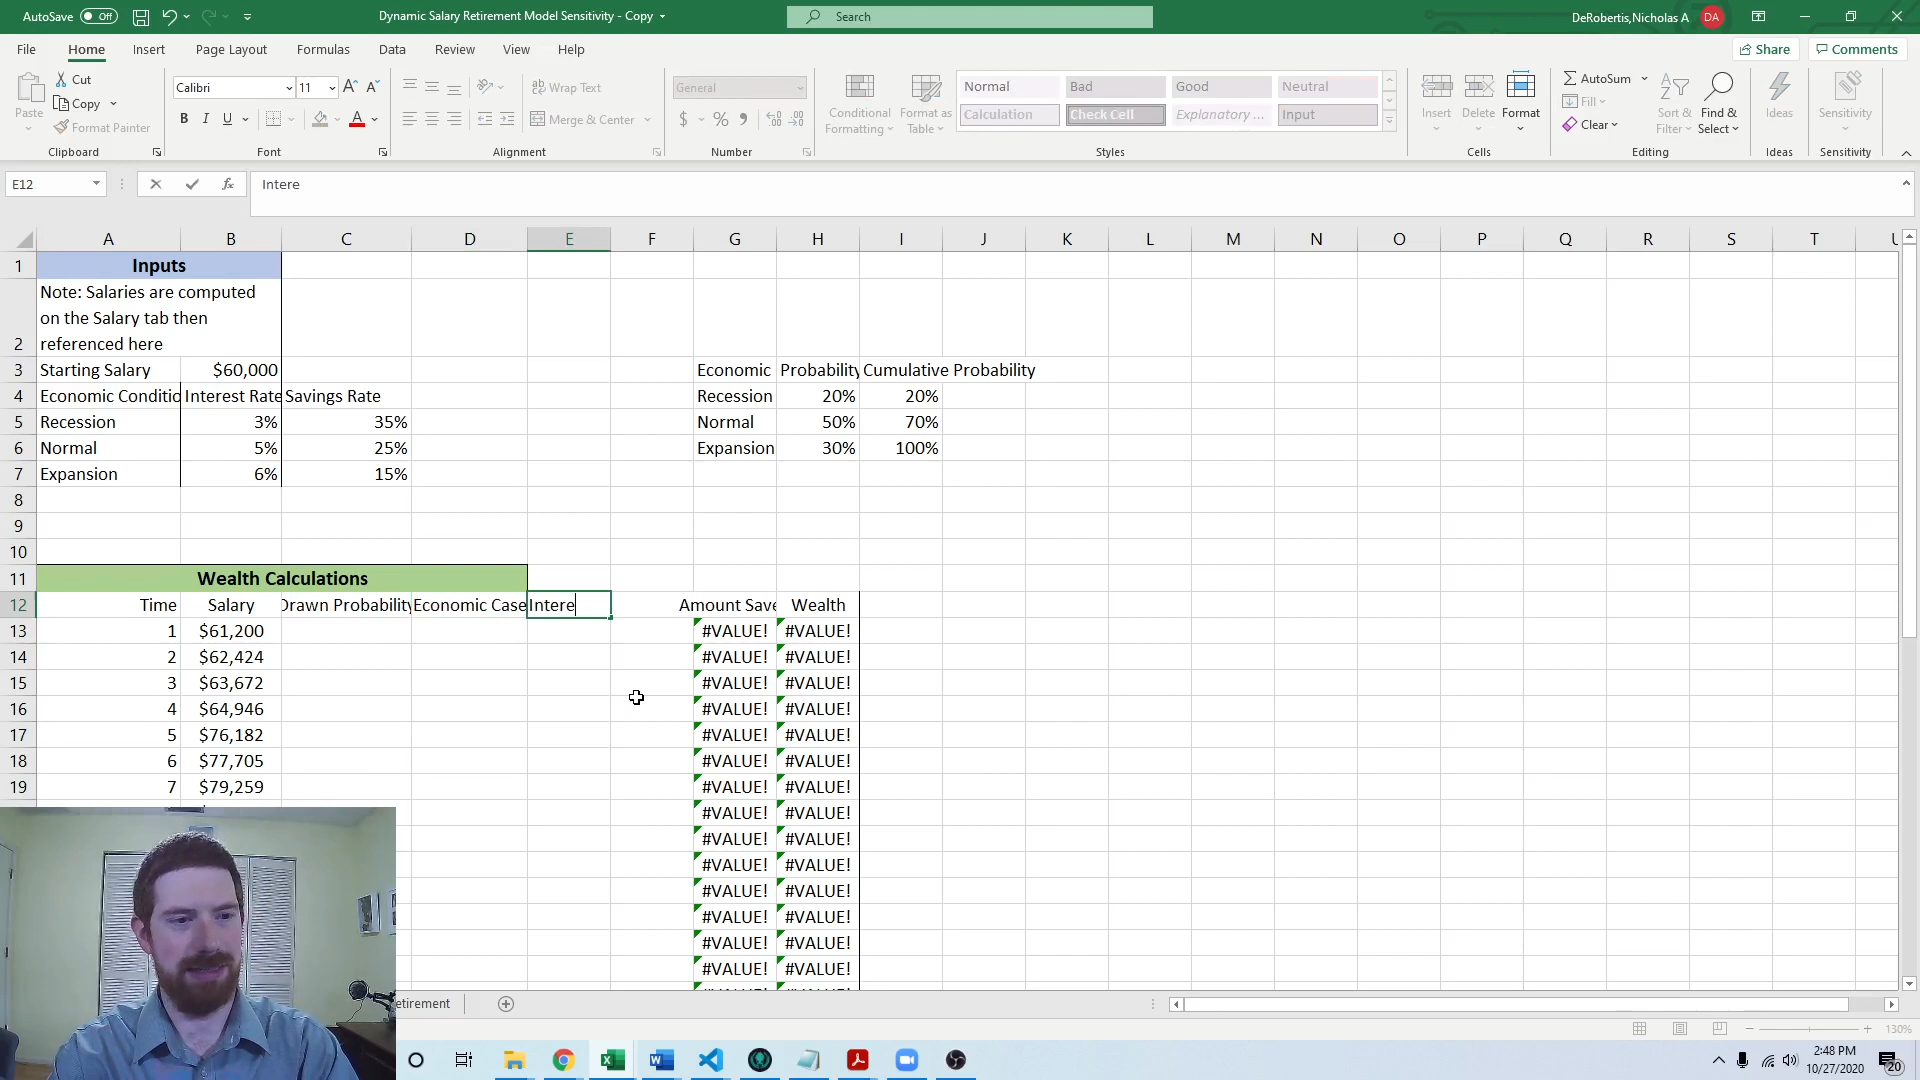 AutoSave Off
Dynamic Salary Retirement Model Sensitivity - Copy
Search
DeRobertis,Nicholas A DA
File Home Insert Page Layout Formulas Data Review View Help
Share Comments
Paste Cut Copy Format Painter
Calibri 11
B I U
Wrap Text
Merge & Center
General
$ % 9
Conditional Formatting
Format as Table
Normal Bad Good Neutral
Calculation Check Cell Explanatory ... Input
Insert Delete Format
AutoSum
Fill
Clear
Sort & Filter
Find & Select
Ideas
Sensitivity
Clipboard Font Alignment Number Styles Cells Editing Ideas Sensitivity
E12 fx Intere
A B C D E F G H I J K L M N O P Q R S T U
1 Inputs
Note: Salaries are computed
on the Salary tab then
2 referenced here
3 Starting Salary $60,000 Economic Probability Cumulative Probability
4 Economic Conditio Interest Rate Savings Rate Recession 20% 20%
5 Recession 3% 35% Normal 50% 70%
6 Normal 5% 25% Expansion 30% 100%
7 Expansion 6% 15%
8
9
10
11 Wealth Calculations
12 Time Salary Drawn Probability Economic Case Intere Amount Save Wealth
13 1 $61,200 #VALUE! #VALUE!
14 2 $62,424 #VALUE! #VALUE!
15 3 $63,672 #VALUE! #VALUE!
16 4 $64,946 #VALUE! #VALUE!
17 5 $76,182 #VALUE! #VALUE!
18 6 $77,705 #VALUE! #VALUE!
19 7 $79,259 #VALUE! #VALUE!
#VALUE! #VALUE!
#VALUE! #VALUE!
#VALUE! #VALUE!
#VALUE! #VALUE!
#VALUE! #VALUE!
#VALUE! #VALUE!
#VALUE! #VALUE!
etirement
130%
2:48 PM
10/27/2020
20